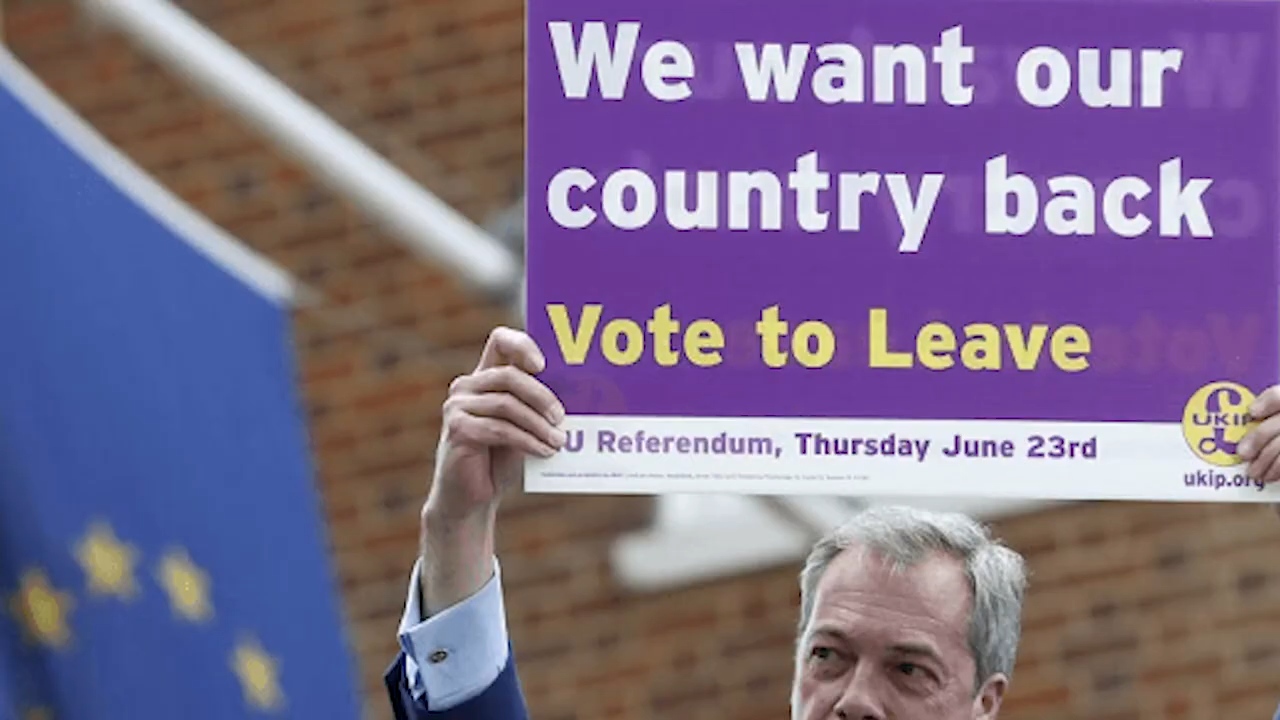 We want our
country back
Vote to Leave
U Referendum, Thursday June 23rd
UKIP
ukip.org